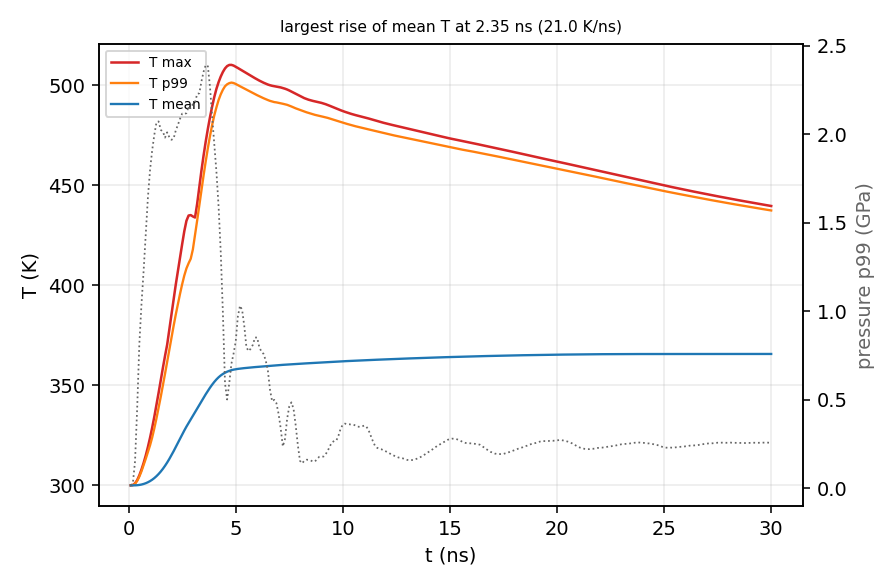 largest rise of mean T at 2.35 ns (21.0 K/ns)
T max
T p99
T mean
500
450
400
350
300
T (K)
2.5
2.0
1.5
1.0
0.5
0.0
pressure p99 (GPa)
0 5 10 15 20 25 30
t (ns)